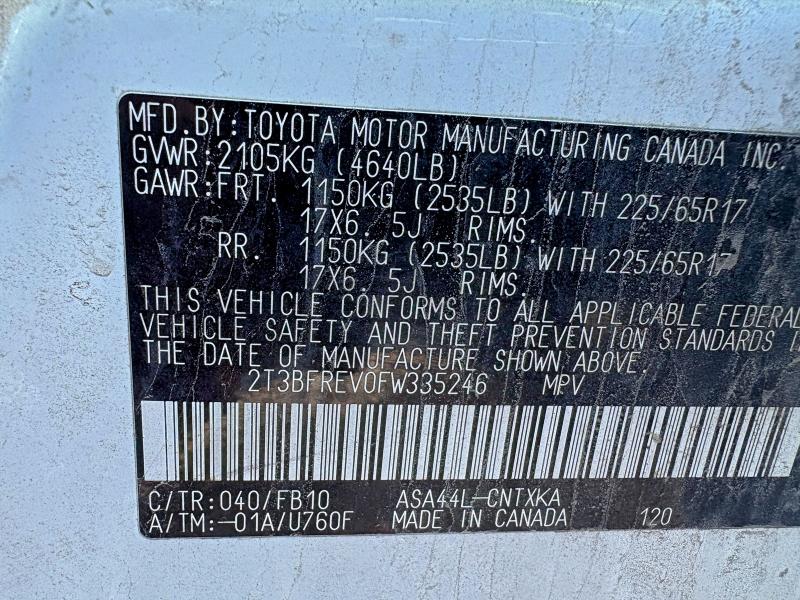 MFD.BY:TOYOTA MOTOR MANUFACTURING CANADA INC.
GVWR:2105KG (4640LB)
GAWR:FRT. 1150KG (2535LB) WITH 225/65R17
17X6.5J RIMS.
RR. 1150KG (2535LB) WITH 225/65R17
17X6.5J RIMS.
THIS VEHICLE CONFORMS TO ALL APPLICABLE FEDERAL
VEHICLE SAFETY AND THEFT PREVENTION STANDARDS
THE DATE OF MANUFACTURE SHOWN ABOVE.
2T3BFREV0FW335246 MPV
C/TR:040/FB10 ASA44L-CNTXKA
A/TM:-01A/U760F MADE IN CANADA 120